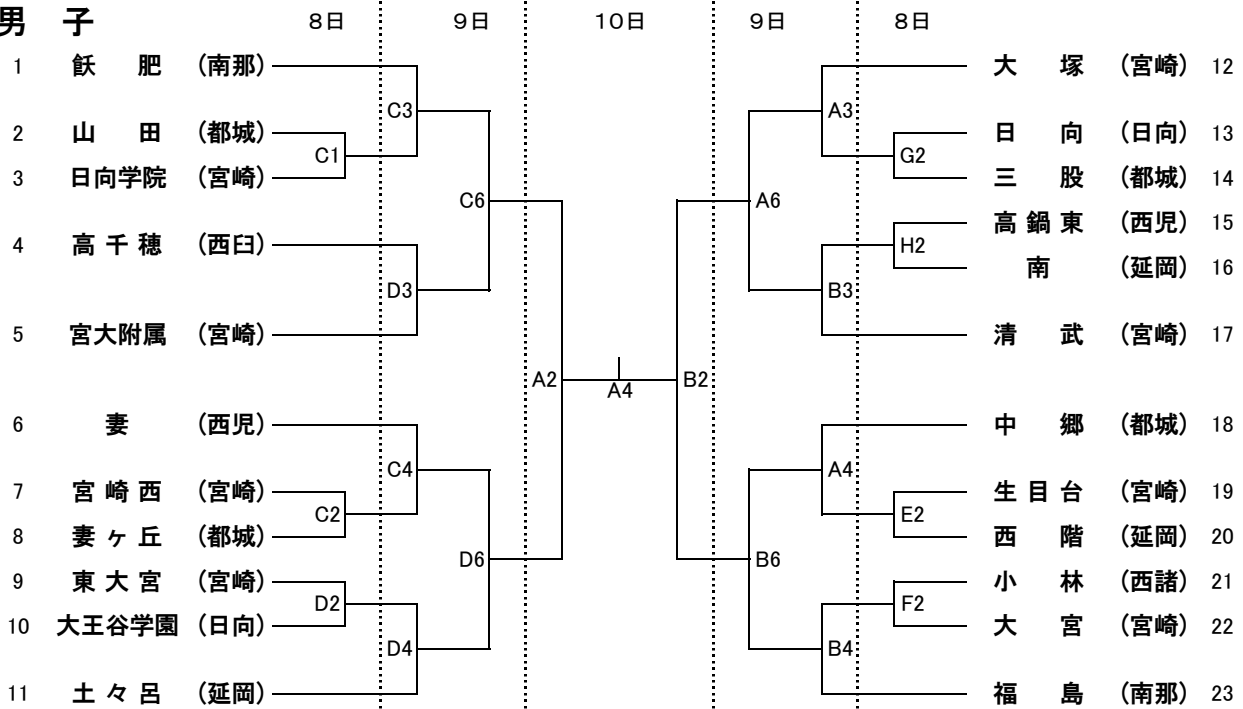 男 子 8日 9日 10日 9日 8日
1 飫 肥 (南那) 大 塚 (宮崎) 12
C3 A3
2 山 田 (都城) 日 向 (日向) 13
C1 G2
3 日向学院 (宮崎) 三 股 (都城) 14
C6 A6
高鍋東 (西児) 15
4 高千穂 (西臼) H2
南 (延岡) 16
D3 B3
5 宮大附属 (宮崎) 清 武 (宮崎) 17
A2 A4 B2
6 妻 (西児) 中 郷 (都城) 18
C4 A4
7 宮崎西 (宮崎) 生目台 (宮崎) 19
C2 E2
8 妻ヶ丘 (都城) 西 階 (延岡) 20
D6 B6
9 東大宮 (宮崎) 小 林 (西諸) 21
D2 F2
10 大王谷学園 (日向) 大 宮 (宮崎) 22
D4 B4
11 土々呂 (延岡) 福 島 (南那) 23